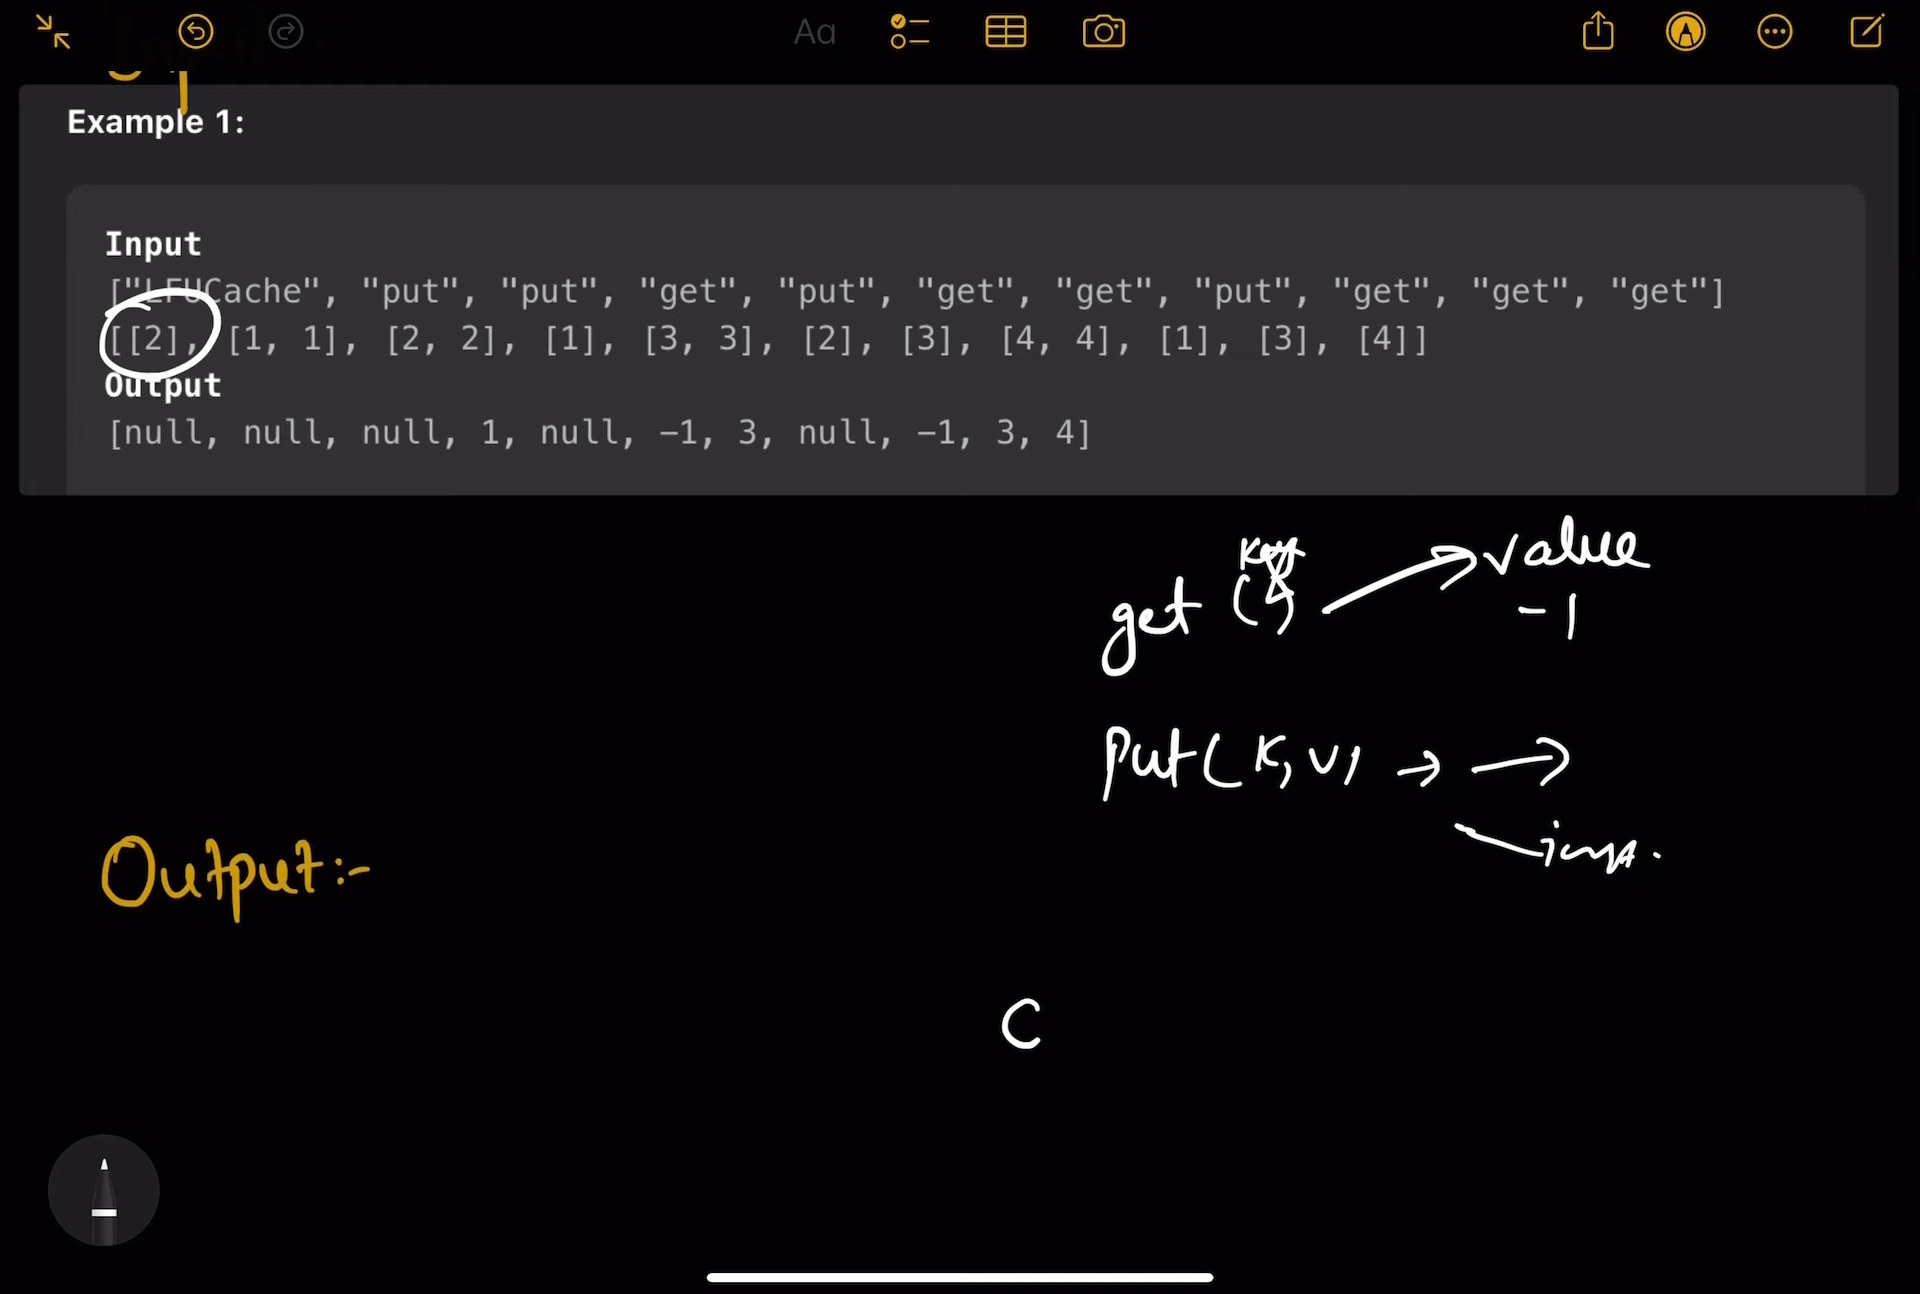 Aa
Example 1:
Input
["LFUCache", "put", "put", "get", "put", "get", "get", "put", "get", "get", "get"]
[[2], [1, 1], [2, 2], [1], [3, 3], [2], [3], [4, 4], [1], [3], [4]]
Output
[null, null, null, 1, null, −1, 3, null, −1, 3, 4]
key
get ( ) → value
-1
Put(K,V) → →
Output:-
C